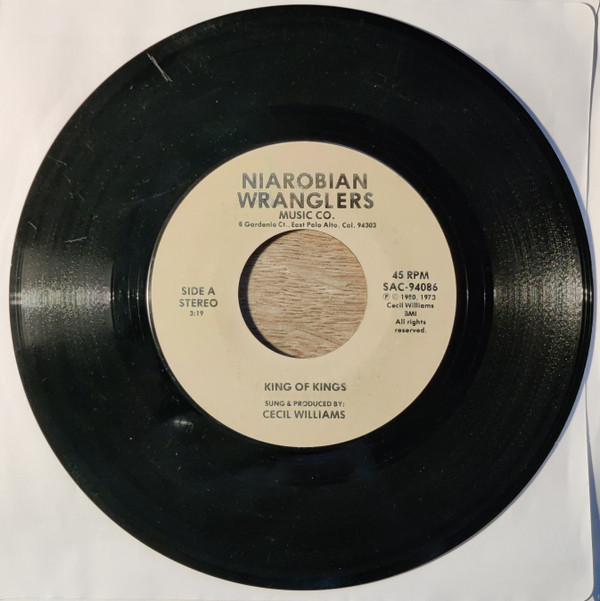 NIAROBIAN
WRANGLERS
MUSIC CO.
6 Gardenia Ct., East Palo Alto, Cal. 94303
SIDE A
STEREO
3:19
45 RPM
SAC-94086
Ⓟ © 1980, 1973
Cecil Williams
BMI
All rights
reserved.
KING OF KINGS
SUNG & PRODUCED BY:
CECIL WILLIAMS